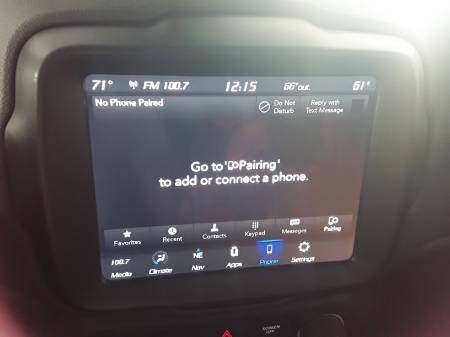 71° FM 100.7 12:15 66°out. 61°
No Phone Paired
Do Not Disturb
Reply with Text Message
Go to 'Pairing'
to add or connect a phone.
Favorites Recent Contacts Keypad Messages Pairing
100.7 NE
Media Climate Nav Apps Phone Settings
SCREEN
OFF